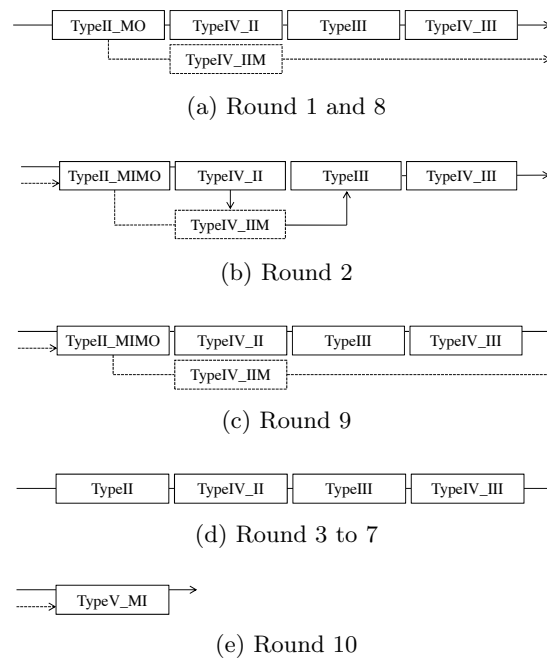 TypeII_MO TypeIV_II TypeIII TypeIV_III
TypeIV_IIM
(a) Round 1 and 8
TypeII_MIMO TypeIV_II TypeIII TypeIV_III
TypeIV_IIM
(b) Round 2
TypeII_MIMO TypeIV_II TypeIII TypeIV_III
TypeIV_IIM
(c) Round 9
TypeII TypeIV_II TypeIII TypeIV_III
(d) Round 3 to 7
TypeV_MI
(e) Round 10